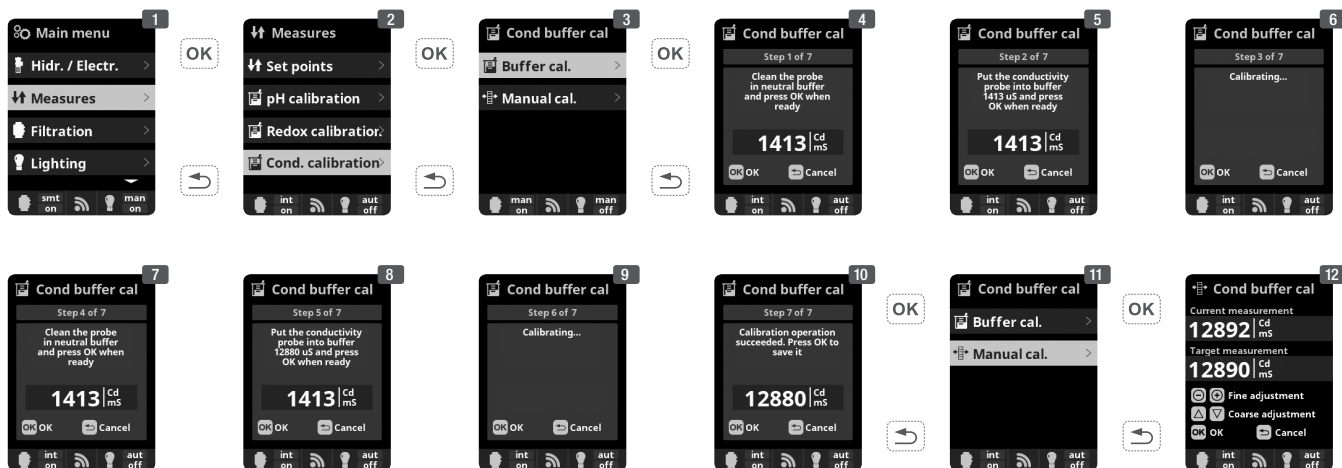 1
Main menu
Hidr. / Electr.
Measures
Filtration
Lighting
smt
on
man
on
OK
2
Measures
Set points
pH calibration
Redox calibration
Cond. calibration
int
on
aut
off
OK
3
Cond buffer cal
Buffer cal.
Manual cal.
man
on
man
off
OK
4
Cond buffer cal
Step 1 of 7
Clean the probe
in neutral buffer
and press OK when
ready
1413 Cd
mS
OK OK Cancel
int
on
aut
off
5
Cond buffer cal
Step 2 of 7
Put the conductivity
probe into buffer
1413 uS and press
OK when ready
1413 Cd
mS
OK OK Cancel
int
on
aut
off
6
Cond buffer cal
Step 3 of 7
Calibrating...
OK OK Cancel
int
on
aut
off
7
Cond buffer cal
Step 4 of 7
Clean the probe
in neutral buffer
and press OK when
ready
1413 Cd
mS
OK OK Cancel
int
on
aut
off
8
Cond buffer cal
Step 5 of 7
Put the conductivity
probe into buffer
12880 uS and press
OK when ready
1413 Cd
mS
OK OK Cancel
int
on
aut
off
9
Cond buffer cal
Step 6 of 7
Calibrating...
OK OK Cancel
int
on
aut
off
10
Cond buffer cal
Step 7 of 7
Calibration operation
succeeded. Press OK to
save it
12880 Cd
mS
OK OK Cancel
int
on
aut
off
OK
11
Cond buffer cal
Buffer cal.
Manual cal.
int
on
aut
off
OK
12
Cond buffer cal
Current measurement
12892 Cd
mS
Target measurement
12890 Cd
mS
Fine adjustment
Coarse adjustment
OK OK Cancel
int
on
aut
off